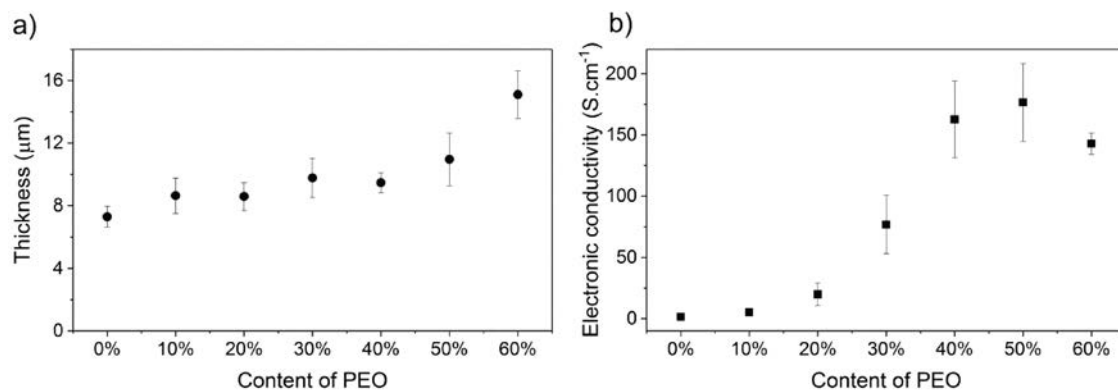 a)
16
12
8
4
0
Thickness (μm)
0% 10% 20% 30% 40% 50% 60%
Content of PEO
b)
200
150
100
50
0
Electronic conductivity (S.cm⁻¹)
0% 10% 20% 30% 40% 50% 60%
Content of PEO